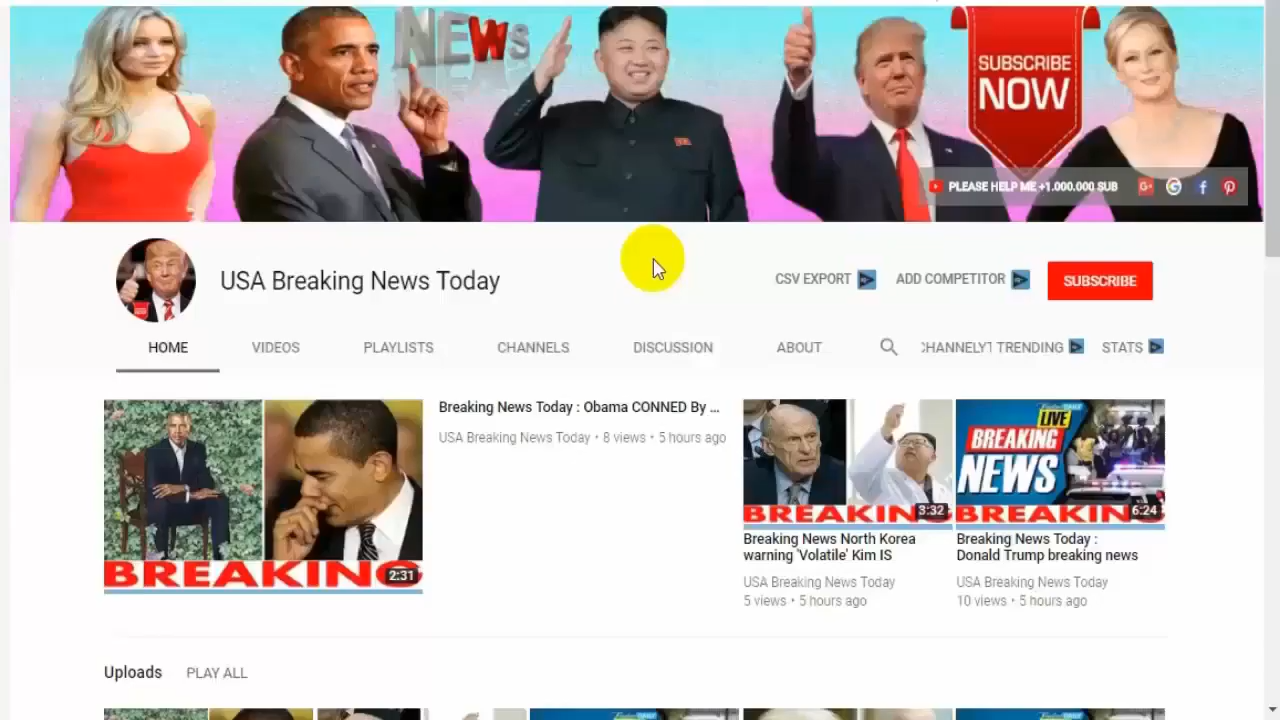 NEWS
SUBSCRIBE
NOW
PLEASE HELP ME +1.000.000 SUB
USA Breaking News Today
CSV EXPORT
ADD COMPETITOR
SUBSCRIBE
HOME
VIDEOS
PLAYLISTS
CHANNELS
DISCUSSION
ABOUT
TRENDING
STATS
BREAKING
2:31
Breaking News Today : Obama CONNED By ...
USA Breaking News Today • 8 views • 5 hours ago
BREAKIN
3:32
Breaking News North Korea
warning 'Volatile' Kim IS
USA Breaking News Today
5 views • 5 hours ago
LIVE
BREAKING
NEWS
BREAKIN
6:24
Breaking News Today :
Donald Trump breaking news
USA Breaking News Today
10 views • 5 hours ago
Uploads
PLAY ALL